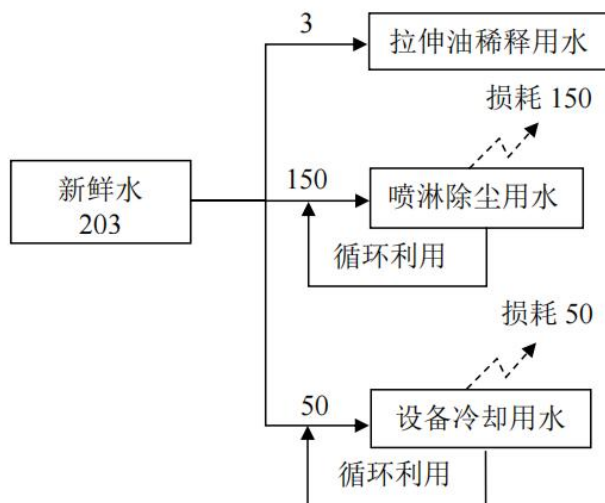 3
拉伸油稀释用水
损耗 150
新鲜水
203
150
喷淋除尘用水
循环利用
损耗 50
50
设备冷却用水
循环利用